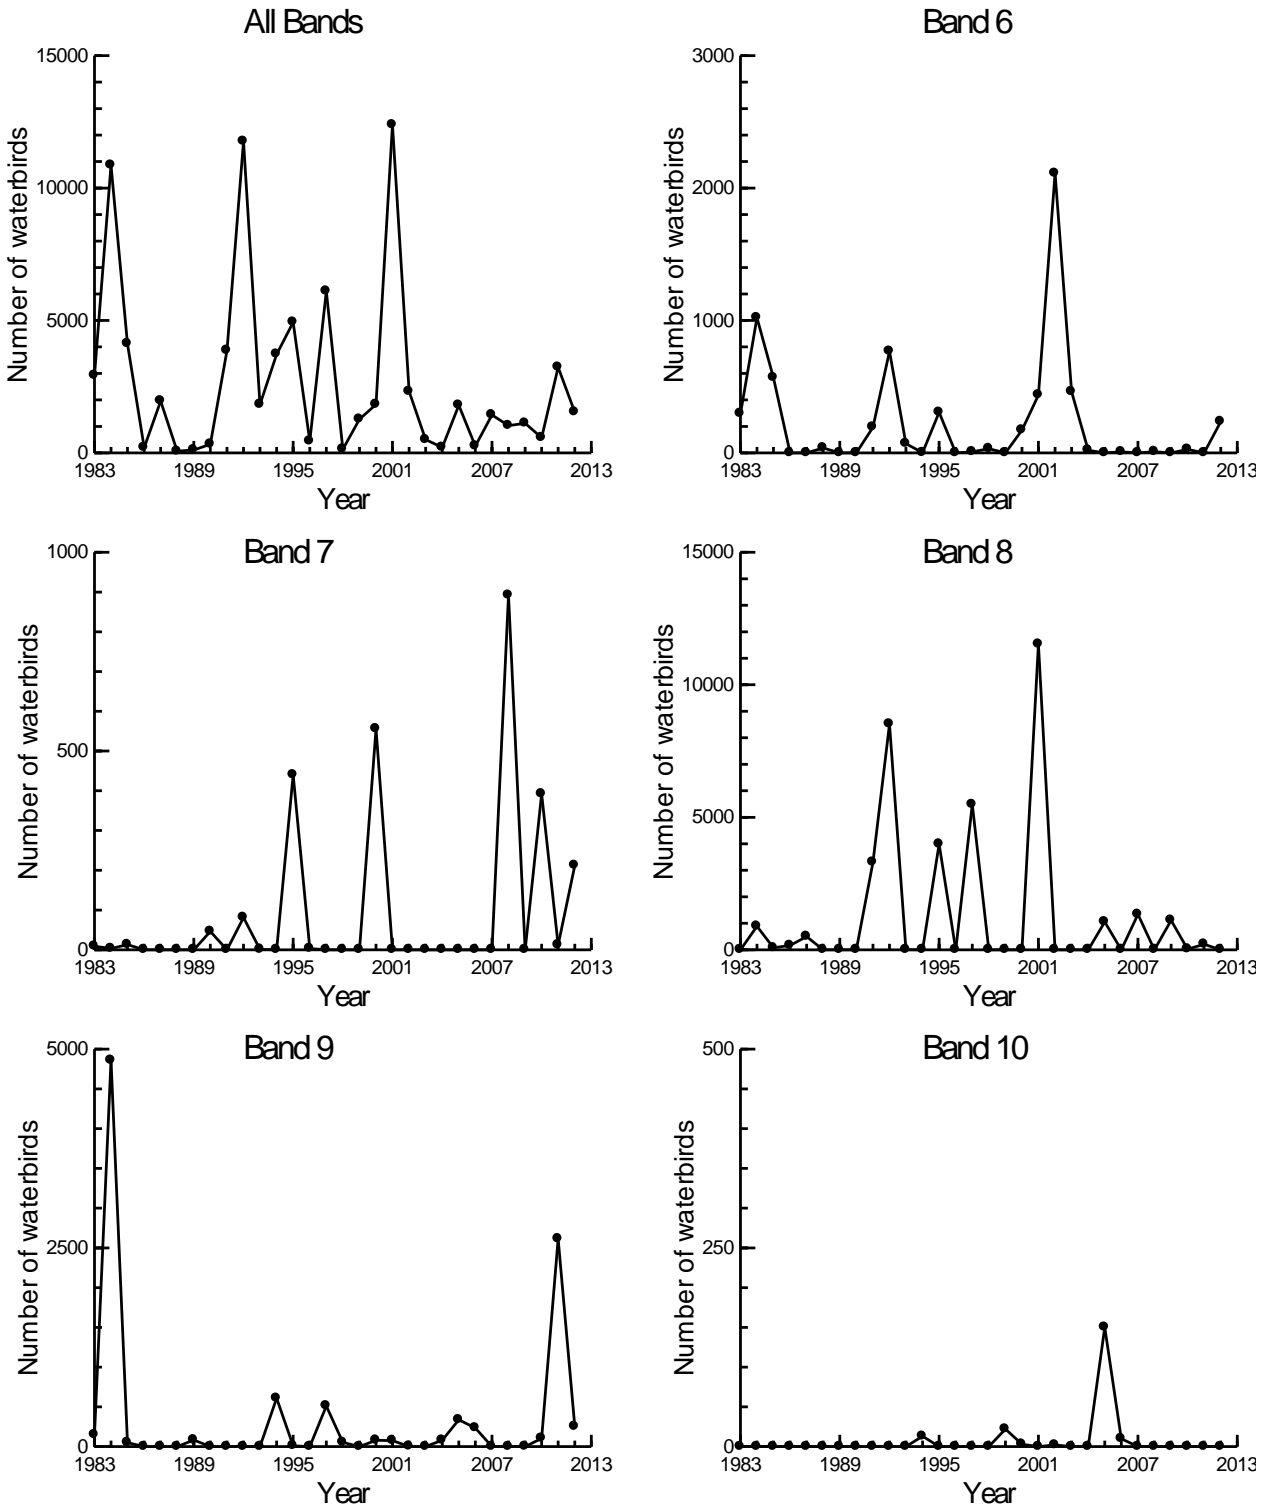 All Bands
15000
10000
5000
0
Number of waterbirds
1983 1989 1995 2001 2007 2013
Year
Band 6
3000
2000
1000
0
Number of waterbirds
1983 1989 1995 2001 2007 2013
Year
Band 7
1000
500
0
Number of waterbirds
1983 1989 1995 2001 2007 2013
Year
Band 8
15000
10000
5000
0
Number of waterbirds
1983 1989 1995 2001 2007 2013
Year
Band 9
5000
2500
0
Number of waterbirds
1983 1989 1995 2001 2007 2013
Year
Band 10
500
250
0
Number of waterbirds
1983 1989 1995 2001 2007 2013
Year